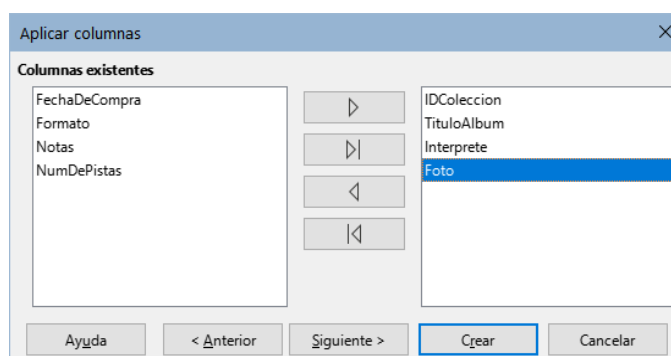 Aplicar columnas
Columnas existentes
FechaDeCompra
Formato
Notas
NumDePistas
IDColeccion
TituloAlbum
Interprete
Foto
Ayuda
< Anterior
Siguiente >
Crear
Cancelar